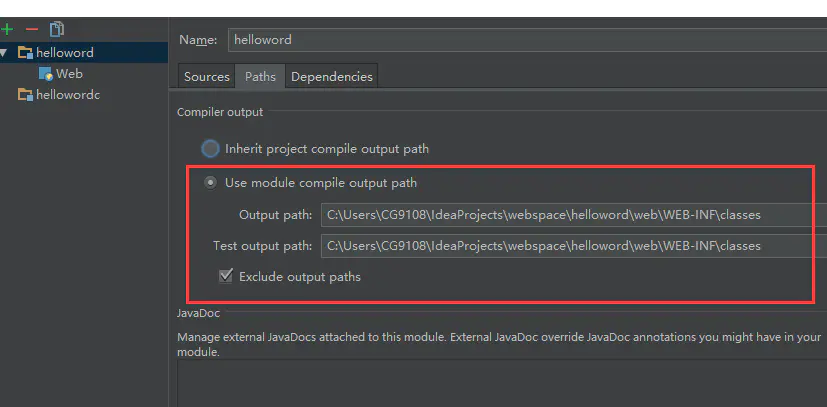 helloword
Web
hellowordc
Name: helloword
Sources Paths Dependencies
Compiler output
Inherit project compile output path
Use module compile output path
Output path: C:\Users\CG9108\IdeaProjects\webspace\helloword\web\WEB-INF\classes
Test output path: C:\Users\CG9108\IdeaProjects\webspace\helloword\web\WEB-INF\classes
Exclude output paths
JavaDoc
Manage external JavaDocs attached to this module. External JavaDoc override JavaDoc annotations you might have in your
module.